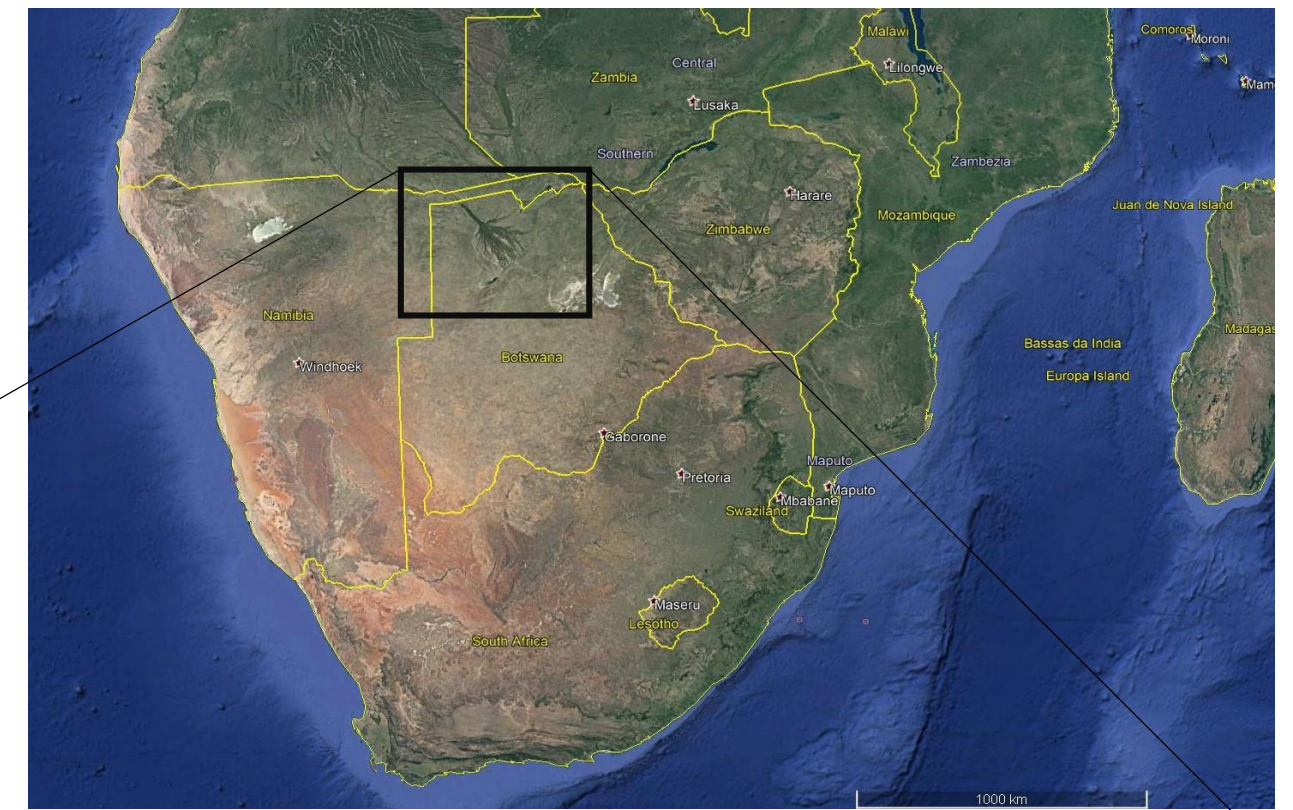 Malawi
Comoros
Moroni
Central
Lilongwe
Zambia
Mam
Lusaka
Southern
Zambezia
Harare
Juan de Nova Island
Mozambique
Zimbabwe
Namibia
Madagas
Bassas da India
Botswana
Windhoek
Europa Island
Gaborone
Maputo
Pretoria
Maputo
Mbabane
Swaziland
Maseru
Lesotho
South Africa
1000 km